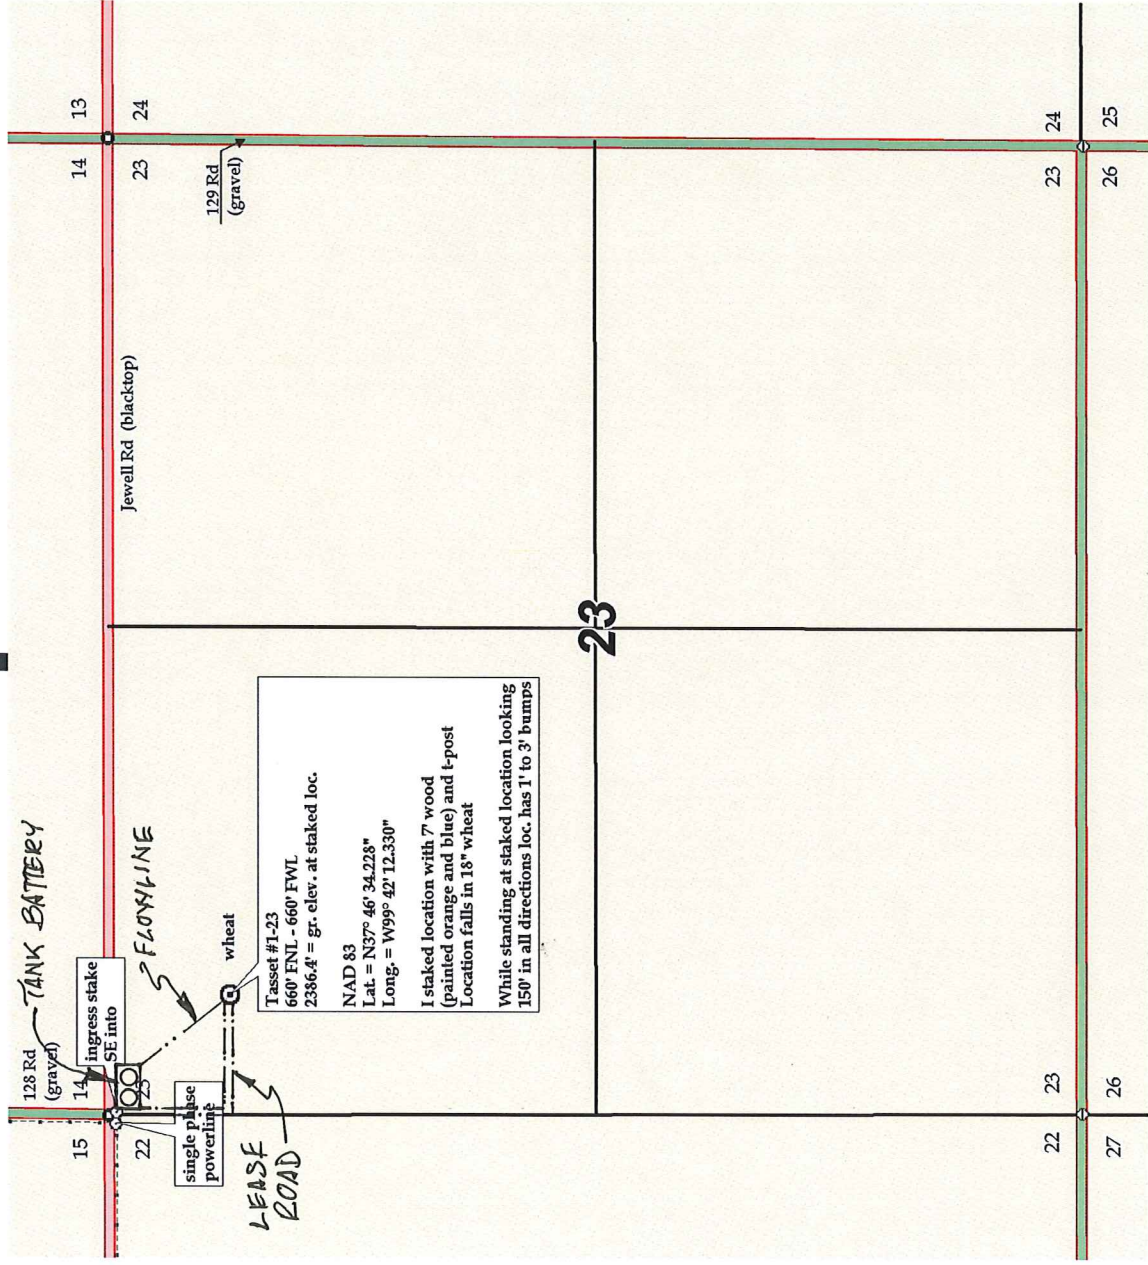 TANK BATTERY
128 Rd
(gravel)
15
14
22
23
ingress stake
SE into
single phase
powerline
FLOWLINE
LEASE
ROAD
wheat
Tasset #1-23
660' FNL - 660' FWL
2386.4' = gr. elev. at staked loc.
NAD 83
Lat. = N37° 46' 34.228"
Long. = W99° 42' 12.330"
I staked location with 7' wood
(painted orange and blue) and t-post
Location falls in 18" wheat
While standing at staked location looking
150' in all directions loc. has 1' to 3' bumps
Jewell Rd (blacktop)
14
13
23
24
129 Rd
(gravel)
23
22
23
27
26
23
24
26
25